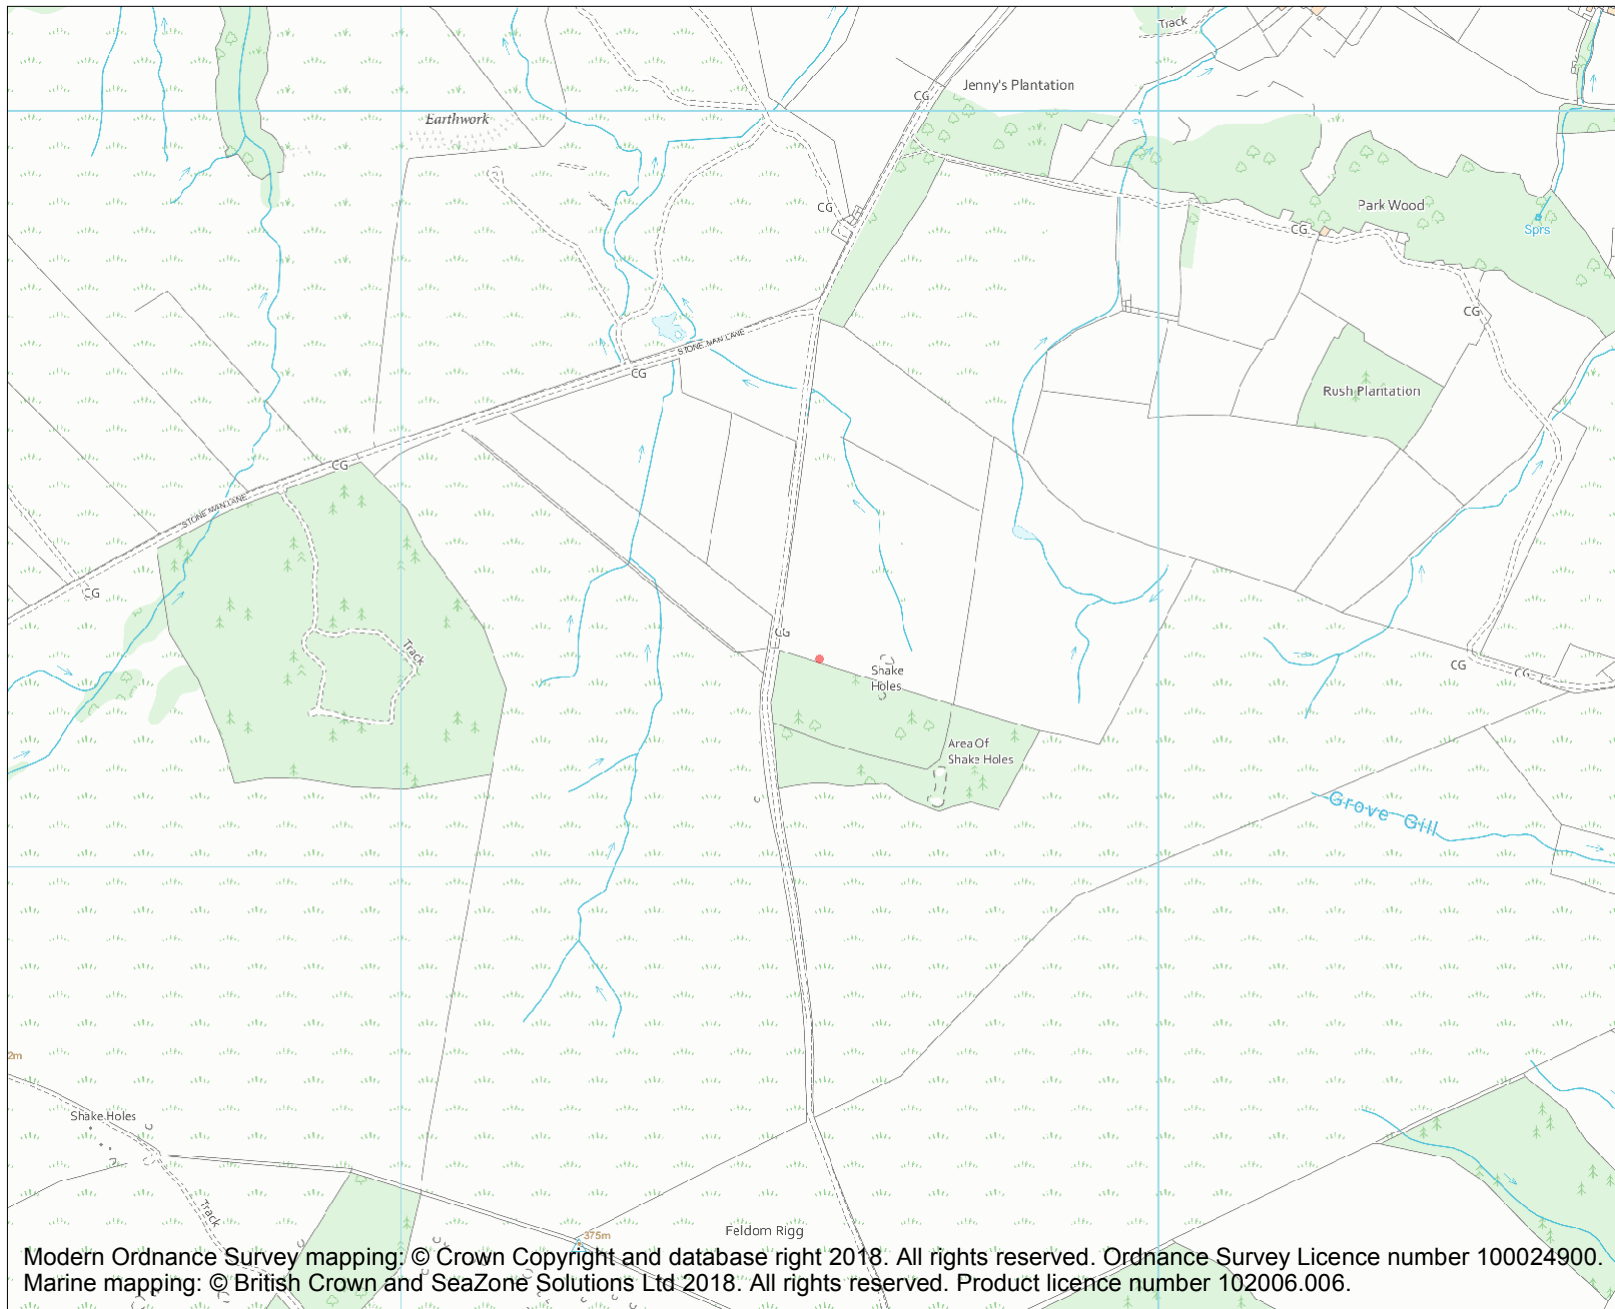 Track
Jenny's Plantation
CG
Earthwork
Park Wood
CG
CG
Sprs
CG
STONE MAN LANE
CG
Rush Plantation
CG
STONE MAN LANE
CG
CG
Track
Shake
Holes
CG
CG
Area Of
Shake Holes
Grove Gill
2m
Shake Holes
Track
Feldom Rigg
375m
Modern Ordnance Survey mapping: © Crown Copyright and database right 2018. All rights reserved. Ordnance Survey Licence number 100024900.
Marine mapping: © British Crown and SeaZone Solutions Ltd 2018. All rights reserved. Product licence number 102006.006.